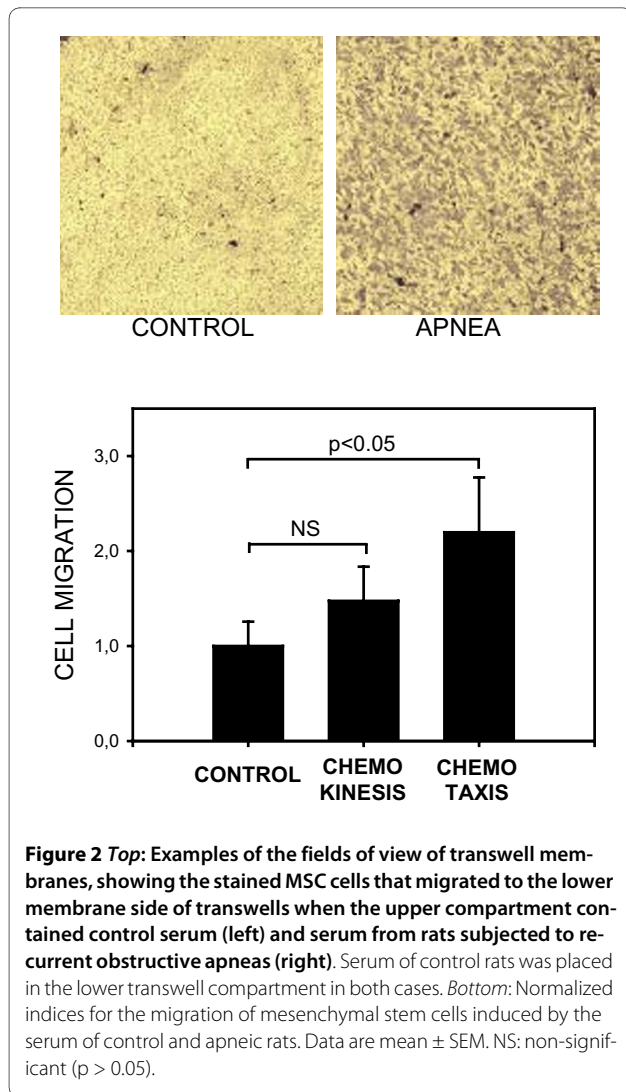 CONTROL
APNEA
CELL MIGRATION
3,0
2,0
1,0
0,0
p<0.05
NS
CONTROL
CHEMO
KINESIS
CHEMO
TAXIS
Figure 2 Top: Examples of the fields of view of transwell mem-
branes, showing the stained MSC cells that migrated to the lower
membrane side of transwells when the upper compartment con-
tained control serum (left) and serum from rats subjected to re-
current obstructive apneas (right). Serum of control rats was placed
in the lower transwell compartment in both cases. Bottom: Normalized
indices for the migration of mesenchymal stem cells induced by the
serum of control and apneic rats. Data are mean ± SEM. NS: non-signif-
icant (p > 0.05).